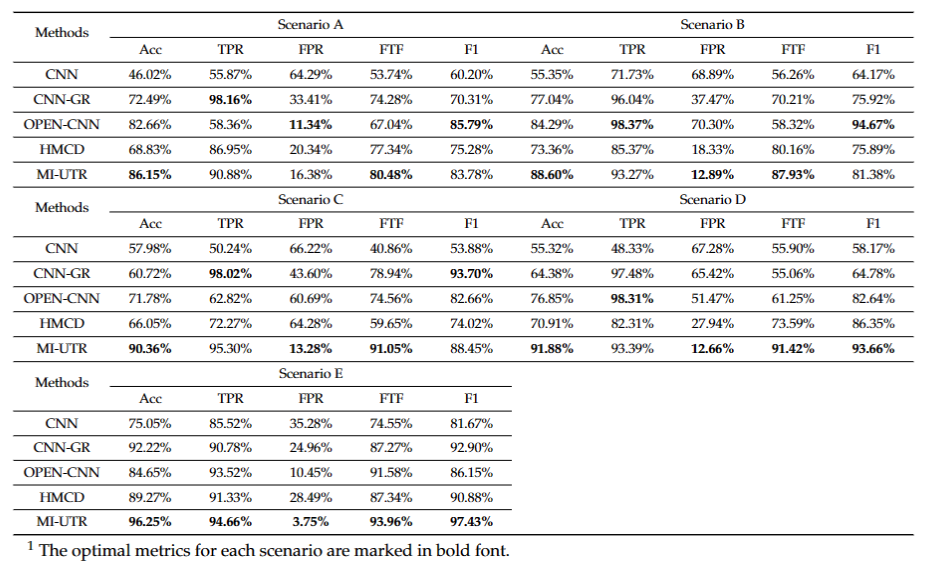 Methods Scenario A Scenario B
Acc TPR FPR FTF F1 Acc TPR FPR FTF F1
CNN 46.02% 55.87% 64.29% 53.74% 60.20% 55.35% 71.73% 68.89% 56.26% 64.17%
CNN-GR 72.49% 98.16% 33.41% 74.28% 70.31% 77.04% 96.04% 37.47% 70.21% 75.92%
OPEN-CNN 82.66% 58.36% 11.34% 67.04% 85.79% 84.29% 98.37% 70.30% 58.32% 94.67%
HMCD 68.83% 86.95% 20.34% 77.34% 75.28% 73.36% 85.37% 18.33% 80.16% 75.89%
MI-UTR 86.15% 90.88% 16.38% 80.48% 83.78% 88.60% 93.27% 12.89% 87.93% 81.38%
Methods Scenario C Scenario D
Acc TPR FPR FTF F1 Acc TPR FPR FTF F1
CNN 57.98% 50.24% 66.22% 40.86% 53.88% 55.32% 48.33% 67.28% 55.90% 58.17%
CNN-GR 60.72% 98.02% 43.60% 78.94% 93.70% 64.38% 97.48% 65.42% 55.06% 64.78%
OPEN-CNN 71.78% 62.82% 60.69% 74.56% 82.66% 76.85% 98.31% 51.47% 61.25% 82.64%
HMCD 66.05% 72.27% 64.28% 59.65% 74.02% 70.91% 82.31% 27.94% 73.59% 86.35%
MI-UTR 90.36% 95.30% 13.28% 91.05% 88.45% 91.88% 93.39% 12.66% 91.42% 93.66%
Methods Scenario E
Acc TPR FPR FTF F1
CNN 75.05% 85.52% 35.28% 74.55% 81.67%
CNN-GR 92.22% 90.78% 24.96% 87.27% 92.90%
OPEN-CNN 84.65% 93.52% 10.45% 91.58% 86.15%
HMCD 89.27% 91.33% 28.49% 87.34% 90.88%
MI-UTR 96.25% 94.66% 3.75% 93.96% 97.43%
1 The optimal metrics for each scenario are marked in bold font.